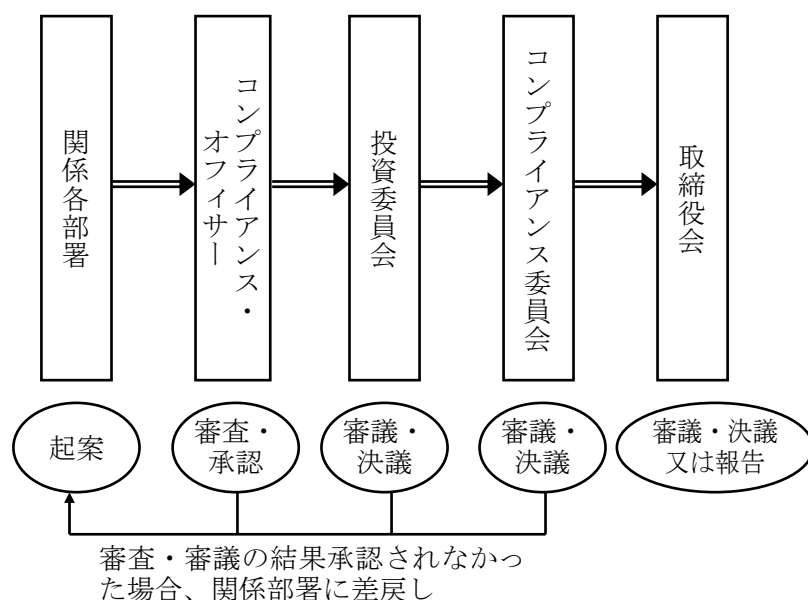 関係各部署
コンプライアンス・
オフィサー
投資委員会
コンプライアンス委員会
取締役会
起案
審査・
承認
審議・
決議
審議・
決議
審議・決議
又は報告
審査・審議の結果承認されなかっ
た場合、関係部署に差戻し